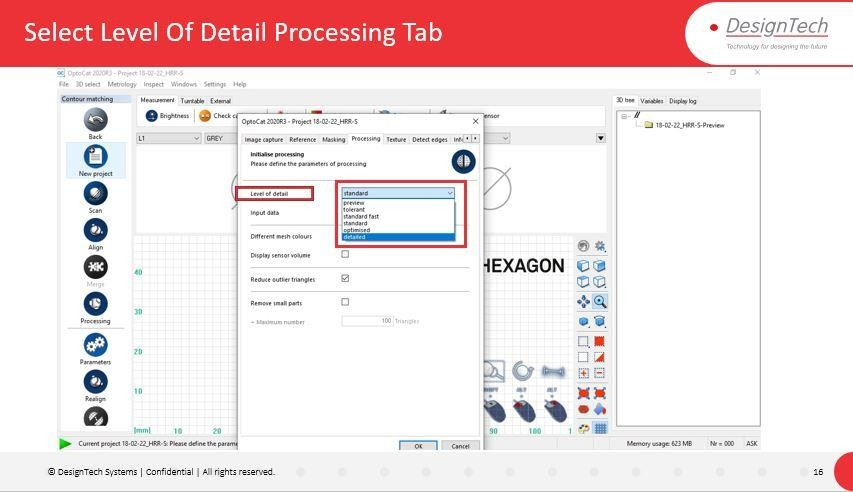 Select Level Of Detail Processing Tab
DesignTech
Technology for designing the future
OptoCat 2020R3 - Project 18-02-22_HRR-S
File 3D select Metrology Inspect Windows Settings Help
Contour matching
Back
New project
Scan
Align
Merge
Processing
Parameters
Realign
Measurement Turntable External
Brightness
Check
L1
GREY
OptoCat 2020R3 - Project 18-02-22_HRR-S
Image capture Reference Masking Processing Texture Detect edges
Initialise processing
Please define the parameters of processing
Level of detail
standard
preview
tolerant
standard fast
standard
optimised
detailed
Input data
Different mesh colours
Display sensor volume
Reduce outlier triangles
Remove small parts
- Maximum number 100 Triangles
OK Cancel
sensor
HEXAGON
40
30
20
10
[mm] 10 20
90 100 1
SHIFT ALT ALT
3D tree Variables Display log
//
18-02-22_HRR-S-Preview
Current project 18-02-22_HRR-S: Please define the param
Memory usage: 623 MB Nr = 000 ASK
© DesignTech Systems | Confidential | All rights reserved.
16